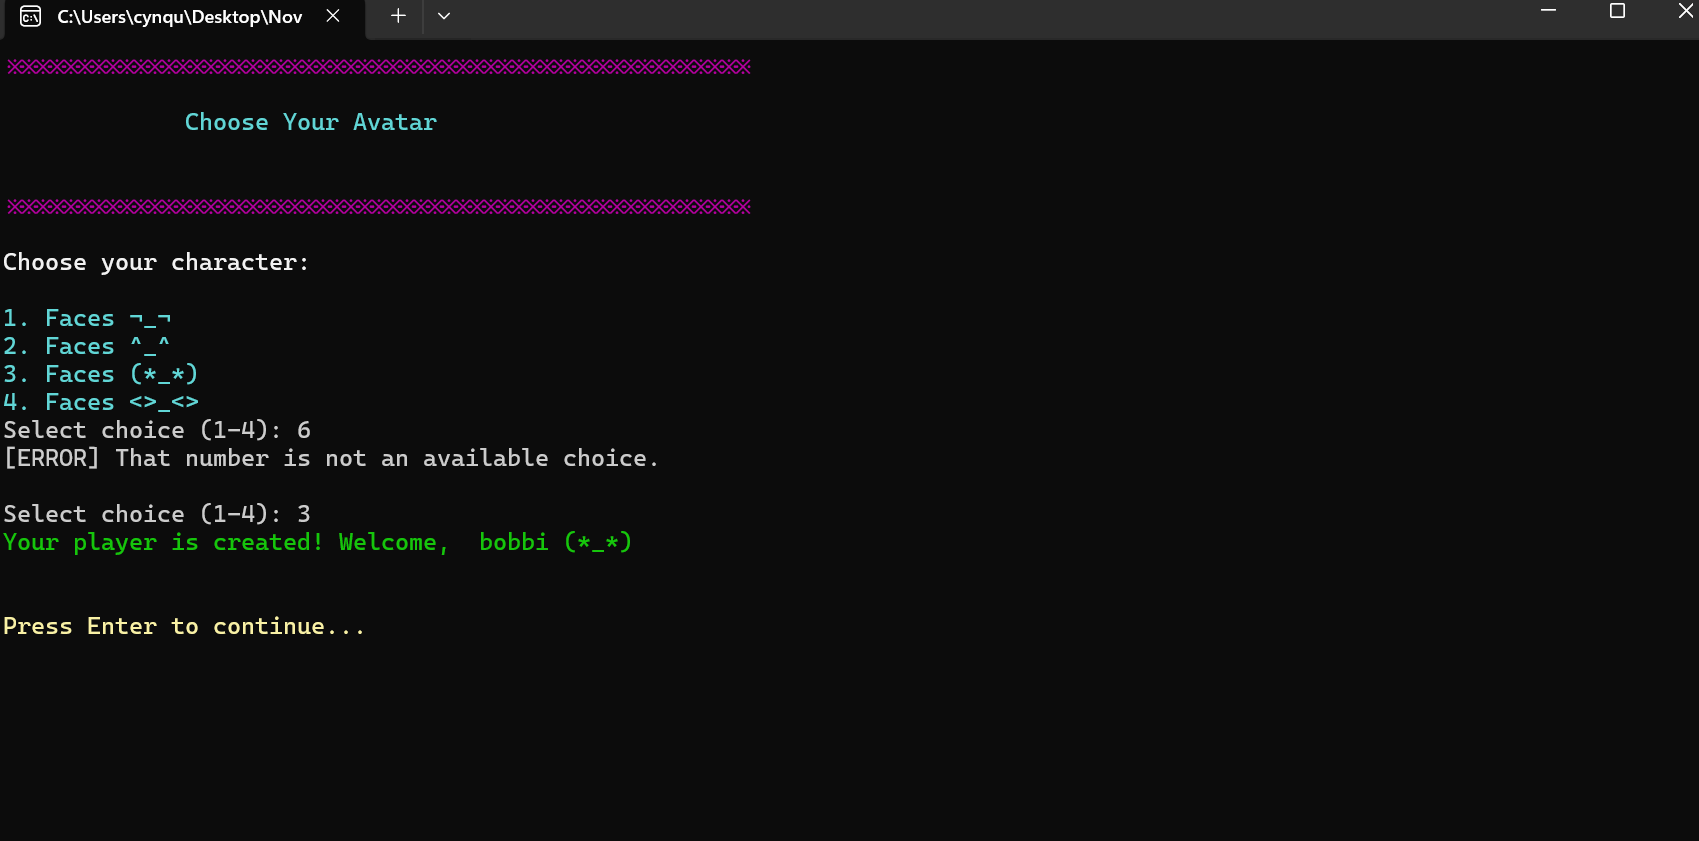 C:\Users\cynqu\Desktop\Nov
Choose Your Avatar
Choose your character:
1. Faces ¬_¬
2. Faces ^_^
3. Faces (*_*)
4. Faces <>_<>
Select choice (1-4): 6
[ERROR] That number is not an available choice.
Select choice (1-4): 3
Your player is created! Welcome,  bobbi (*_*)
Press Enter to continue...